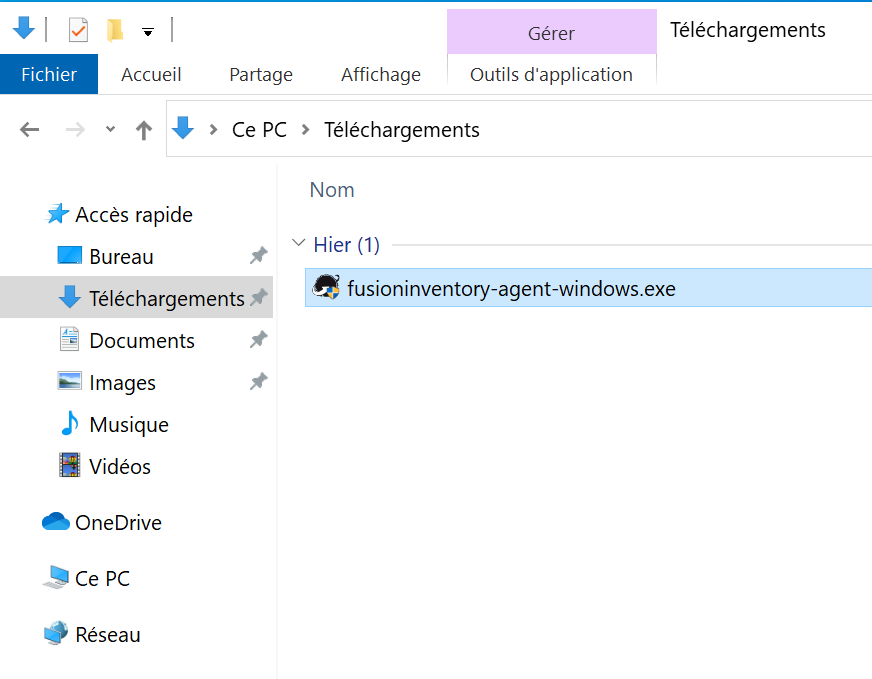 Gérer
Téléchargements
Fichier
Accueil
Partage
Affichage
Outils d'application
Ce PC
Téléchargements
Nom
Accès rapide
Hier (1)
Bureau
fusioninventory-agent-windows.exe
Téléchargements
Documents
Images
Musique
Vidéos
OneDrive
Ce PC
Réseau